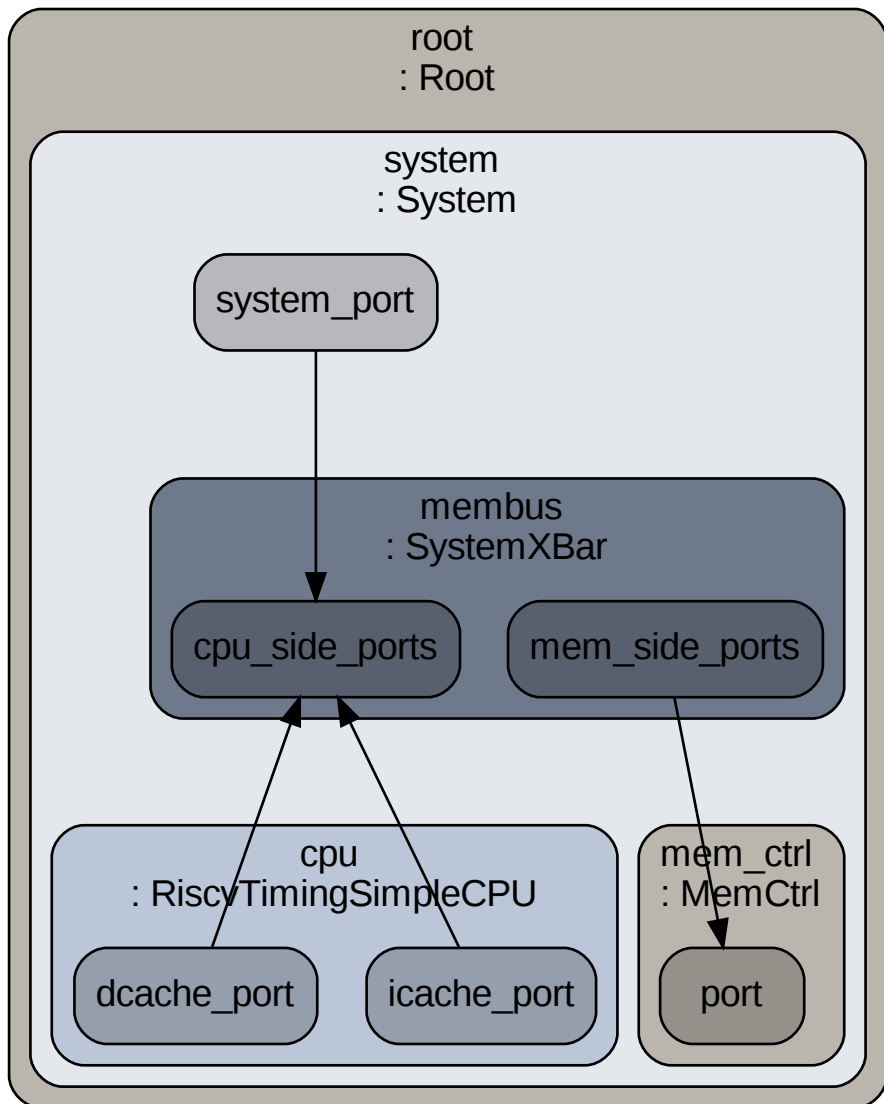 root
: Root
system
: System
system_port
membus
: SystemXBar
cpu_side_ports
mem_side_ports
cpu
: RiscvTimingSimpleCPU
mem_ctrl
: MemCtrl
dcache_port
icache_port
port